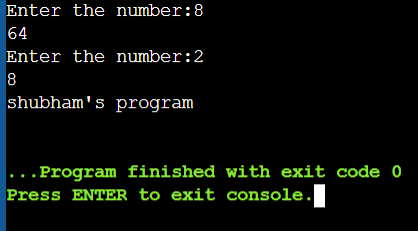 Enter the number:8
64
Enter the number:2
8
shubham's program
...Program finished with exit code 0
Press ENTER to exit console.